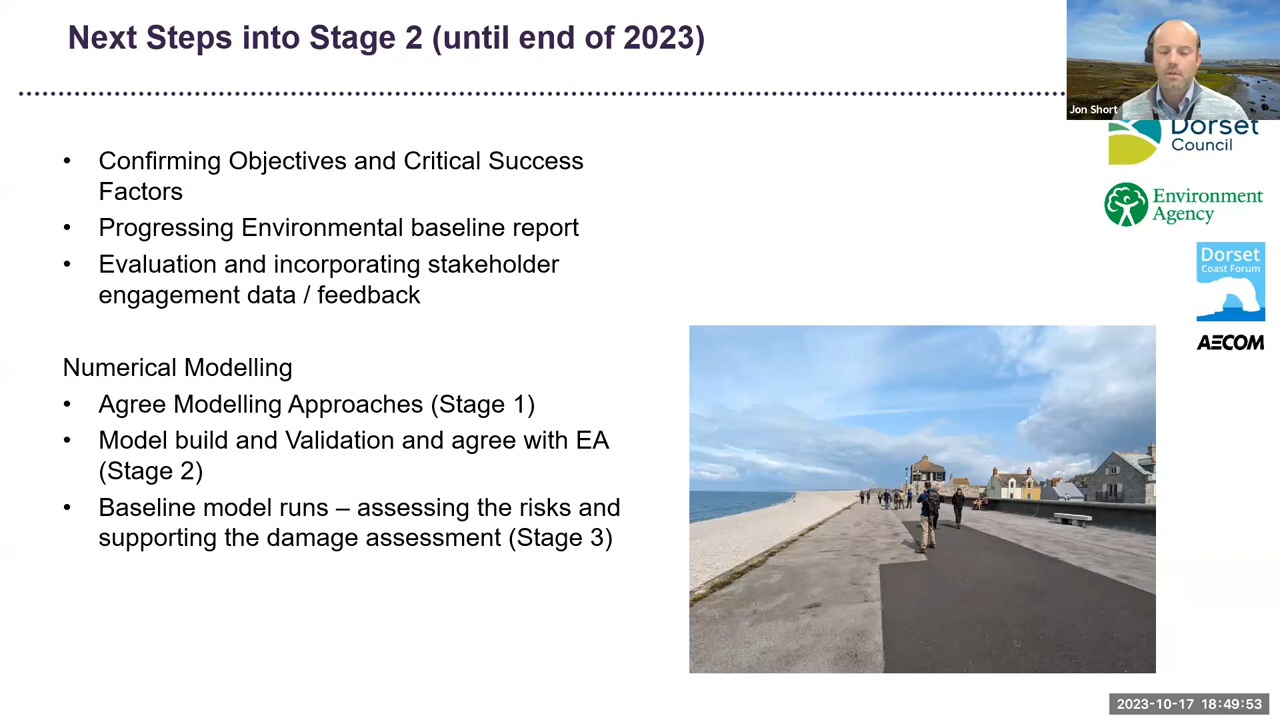 Next Steps into Stage 2 (until end of 2023)
Jon Short
Dorset
Council
Environment
Agency
Dorset
Coast Forum
AECOM
• Confirming Objectives and Critical Success
Factors
• Progressing Environmental baseline report
• Evaluation and incorporating stakeholder
engagement data / feedback
Numerical Modelling
• Agree Modelling Approaches (Stage 1)
• Model build and Validation and agree with EA
(Stage 2)
• Baseline model runs – assessing the risks and
supporting the damage assessment (Stage 3)
2023-10-17 18:49:53